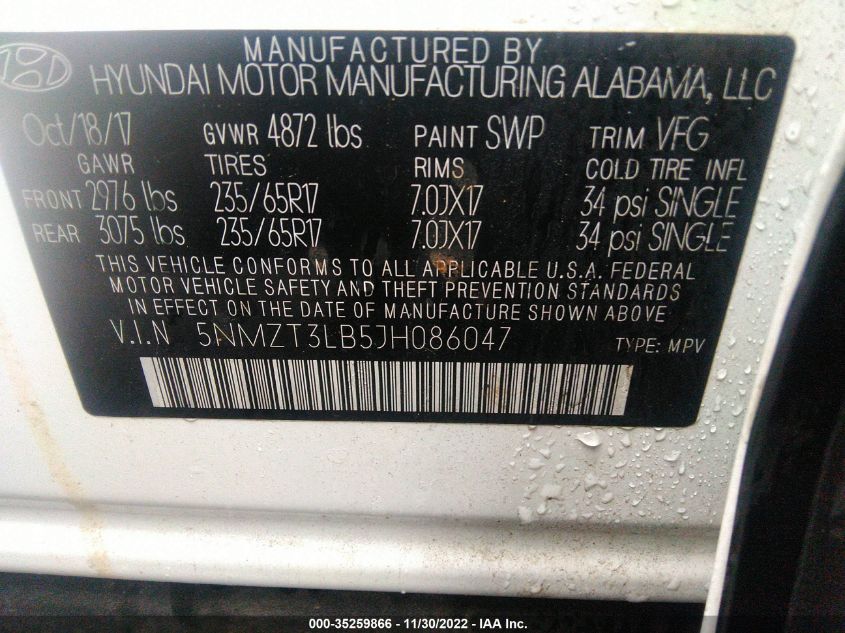 MANUFACTURED BY
HYUNDAI MOTOR MANUFACTURING ALABAMA, LLC
Oct/18/17 GVWR 4872 lbs PAINT SWP TRIM VFG
GAWR TIRES RIMS COLD TIRE INFL
FRONT 2976 lbs 235/65R17 7.0JX17 34 psi SINGLE
REAR 3075 lbs 235/65R17 7.0JX17 34 psi SINGLE
THIS VEHICLE CONFORMS TO ALL APPLICABLE U.S.A. FEDERAL
MOTOR VEHICLE SAFETY AND THEFT PREVENTION STANDARDS
IN EFFECT ON THE DATE OF MANUFACTURE SHOWN ABOVE
V.I.N 5NMZT3LB5JH086047 TYPE: MPV
000-35259866 - 11/30/2022 - IAA Inc.